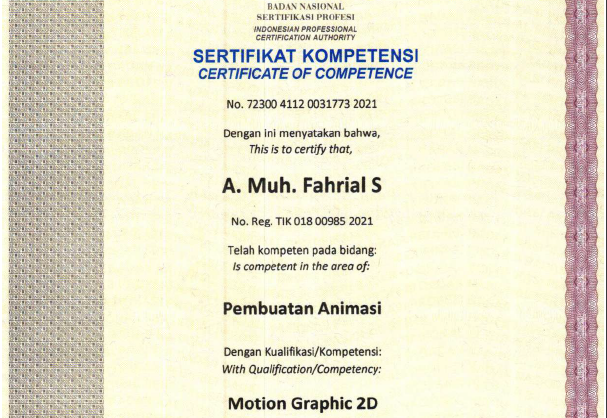 BADAN NASIONAL
SERTIFIKASI PROFESI
INDONESIAN PROFESSIONAL
CERTIFICATION AUTHORITY
SERTIFIKAT KOMPETENSI
CERTIFICATE OF COMPETENCE
No. 72300 4112 0031773 2021
Dengan ini menyatakan bahwa,
This is to certify that,
A. Muh. Fahrial S
No. Reg. TIK 018 00985 2021
Telah kompeten pada bidang:
Is competent in the area of:
Pembuatan Animasi
Dengan Kualifikasi/Kompetensi:
With Qualification/Competency:
Motion Graphic 2D